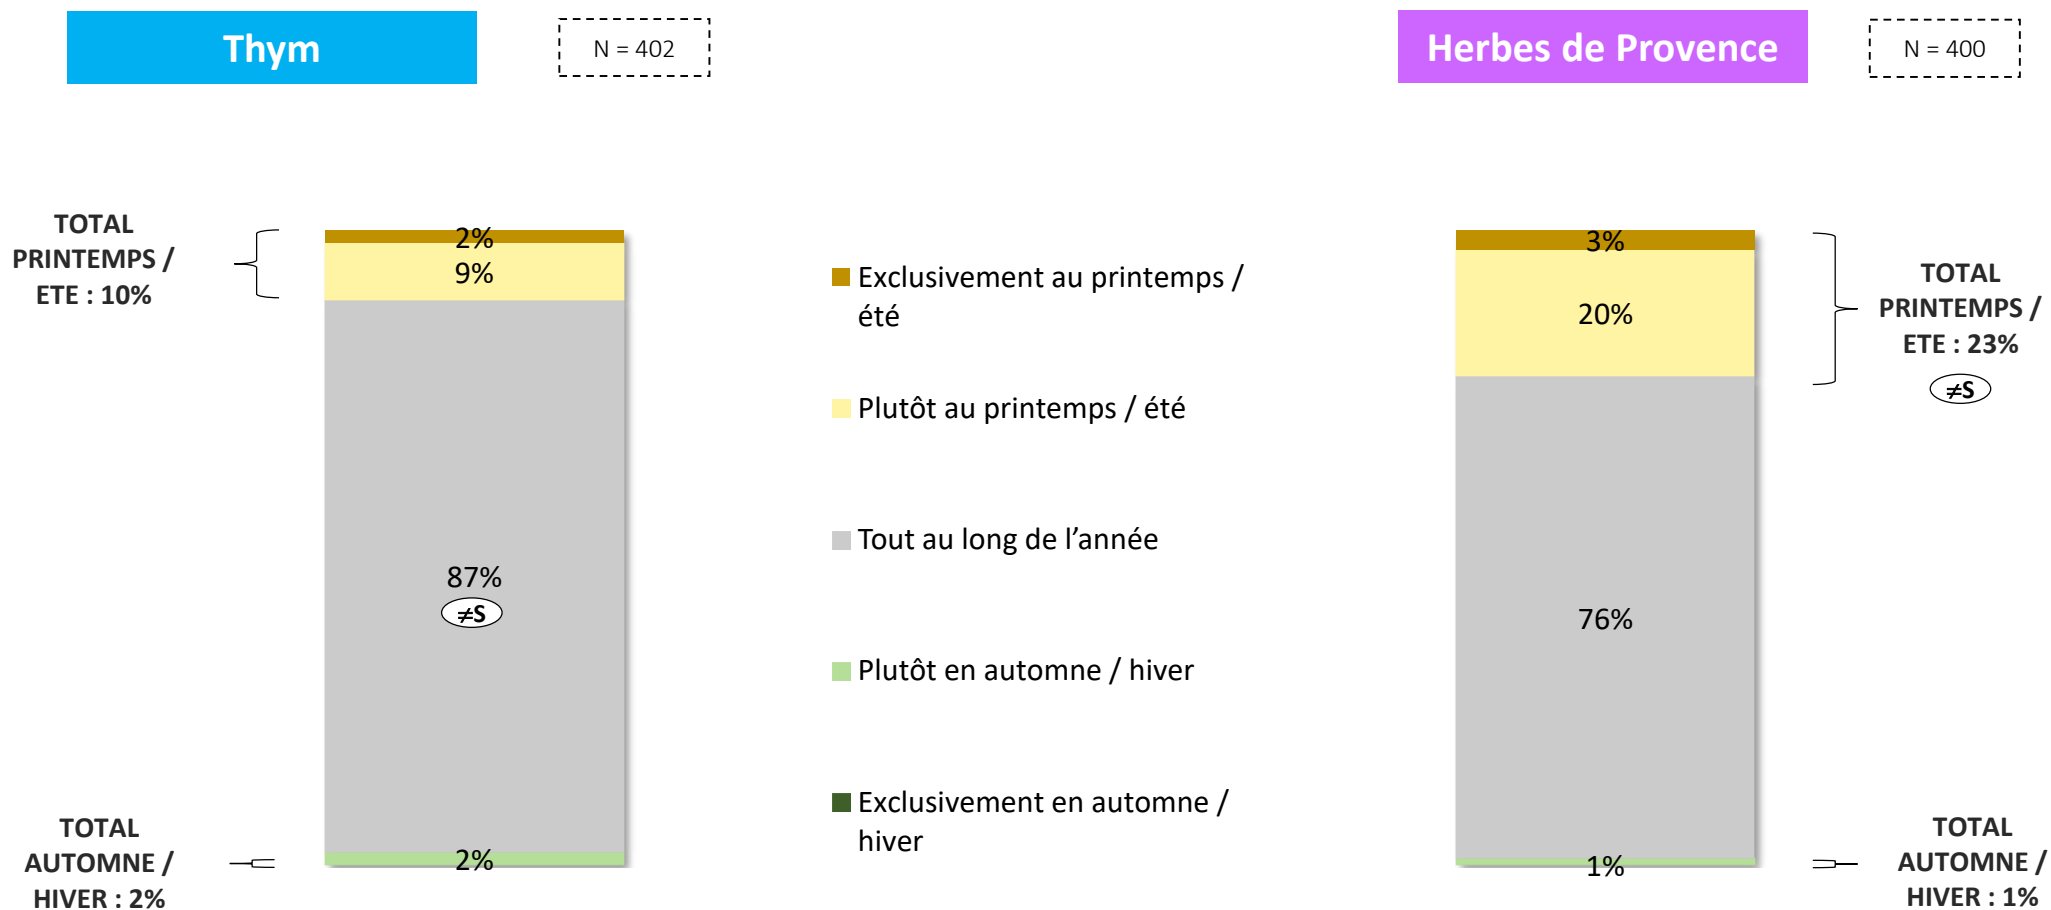 Thym
N = 402
Herbes de Provence
N = 400
TOTAL
PRINTEMPS /
ETE : 10%
2%
9%
87%
≠S
2%
TOTAL
AUTOMNE /
HIVER : 2%
Exclusivement au printemps /
été
Plutôt au printemps / été
Tout au long de l’année
Plutôt en automne / hiver
Exclusivement en automne /
hiver
3%
20%
76%
1%
TOTAL
PRINTEMPS /
ETE : 23%
≠S
TOTAL
AUTOMNE /
HIVER : 1%